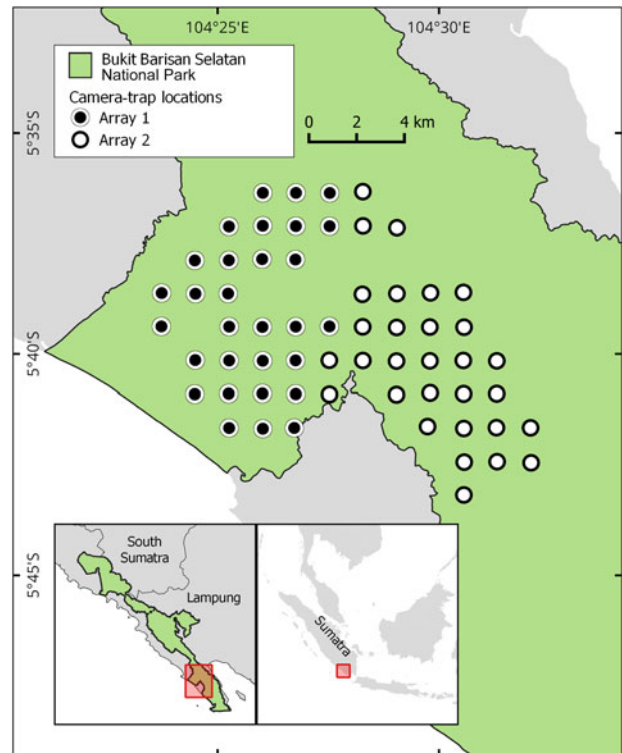 104°25'E
104°30'E
Bukit Barisan Selatan
National Park
Camera-trap locations
Array 1
Array 2
0 2 4 km
5°35'S
5°40'S
5°45'S
South
Sumatra
Lampung
Sumatra